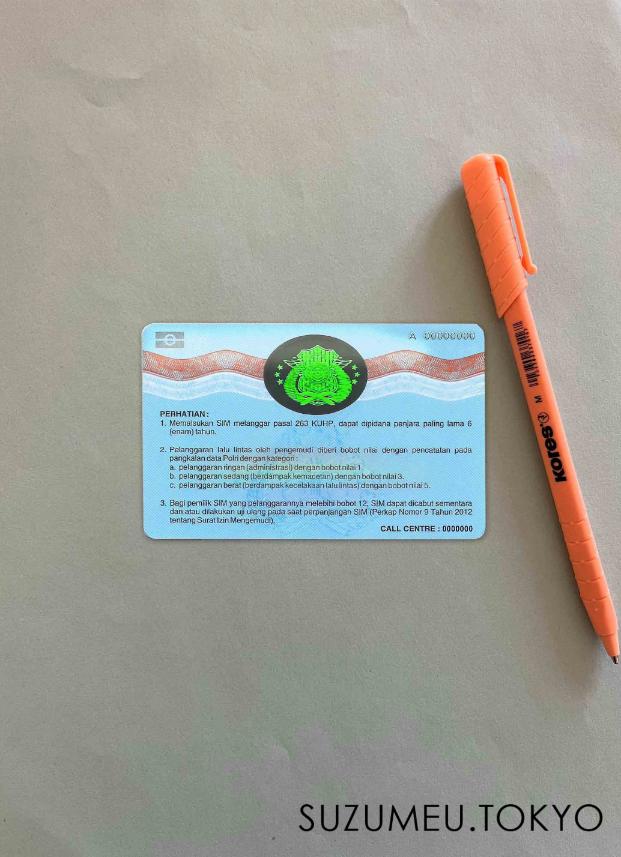 A 00000000
PERHATIAN :
1. Memalsukan SIM melanggar pasal 263 KUHP, dapat dipidana penjara paling lama 6
(enam) tahun.
2. Pelanggaran lalu lintas oleh pengemudi diberi bobot nilai dengan pencatatan pada
pangkalan data Polri dengan kategori :
a. pelanggaran ringan (administrasi) dengan bobot nilai 1.
b. pelanggaran sedang (berdampak kemacetan) dengan bobot nilai 3.
c. pelanggaran berat (berdampak kecelakaan lalu lintas) dengan bobot nilai 5.
3. Bagi pemilik SIM yang pelanggarannya melebihi bobot 12, SIM dapat dicabut sementara
dan atau dilakukan uji ulang pada saat perpanjangan SIM (Perkap Nomor 9 Tahun 2012
tentang Surat Izin Mengemudi).
CALL CENTRE : 0000000
M
Kores
SUZUMEU.TOKYO